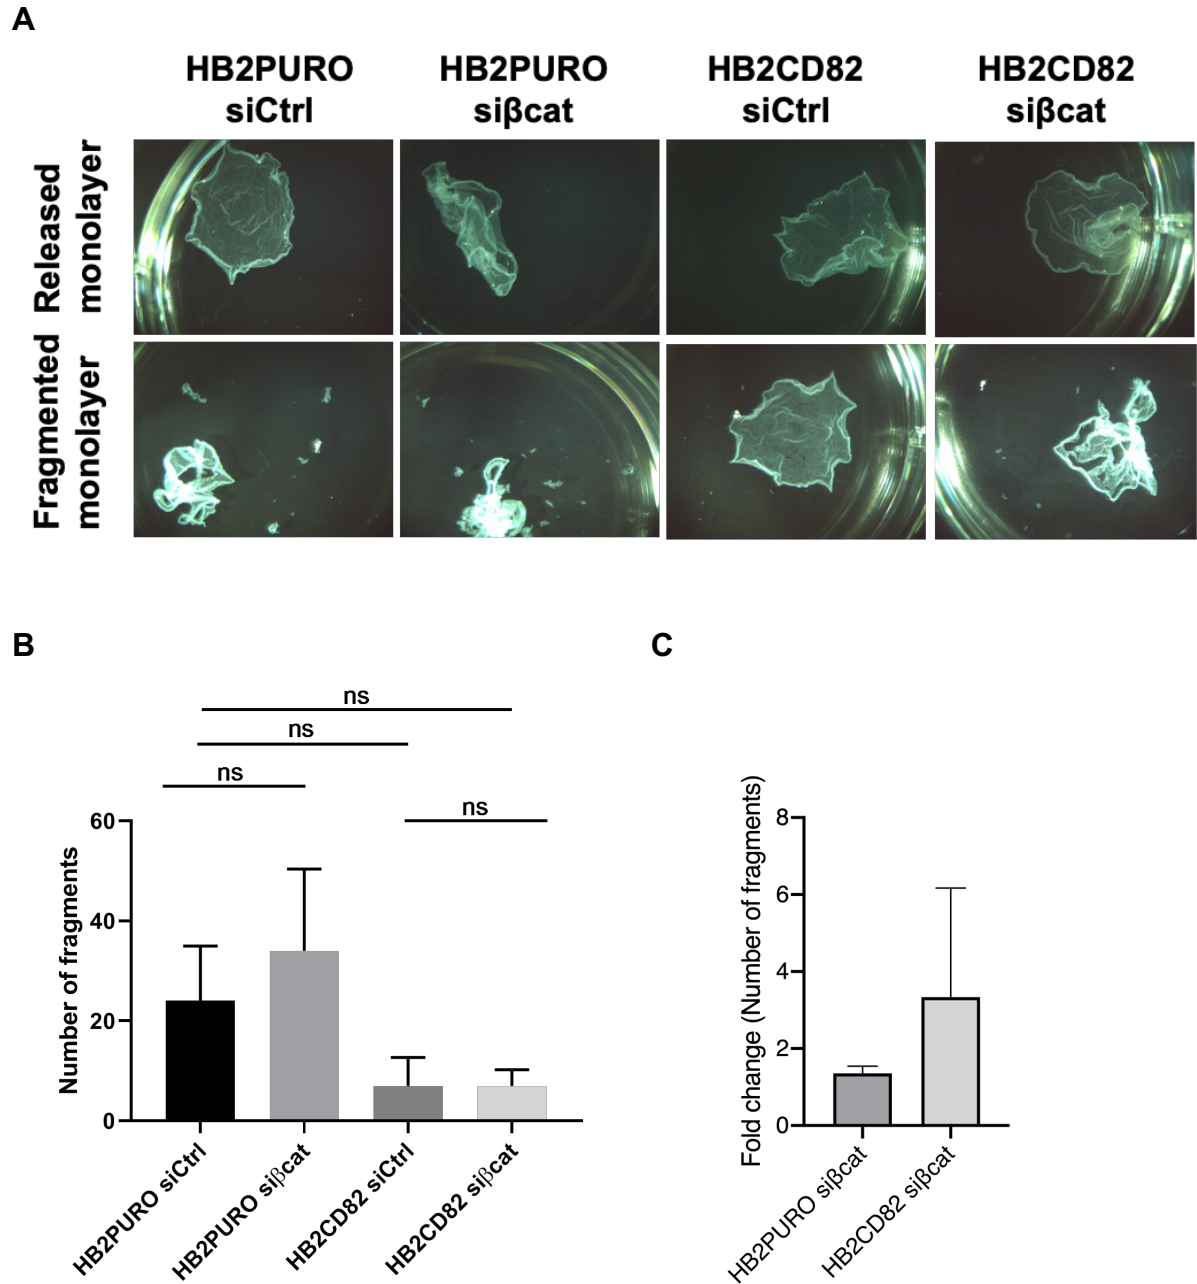 A
HB2PURO
siCtrl
HB2PURO
siβcat
HB2CD82
siCtrl
HB2CD82
siβcat
Released
monolayer
Fragmented
monolayer
B
ns
ns
ns
ns
Number of fragments
60
40
20
0
HB2PURO siCtrl
HB2PURO siβcat
HB2CD82 siCtrl
HB2CD82 siβcat
C
Fold change (Number of fragments)
8
6
4
2
0
HB2PURO siβcat
HB2CD82 siβcat